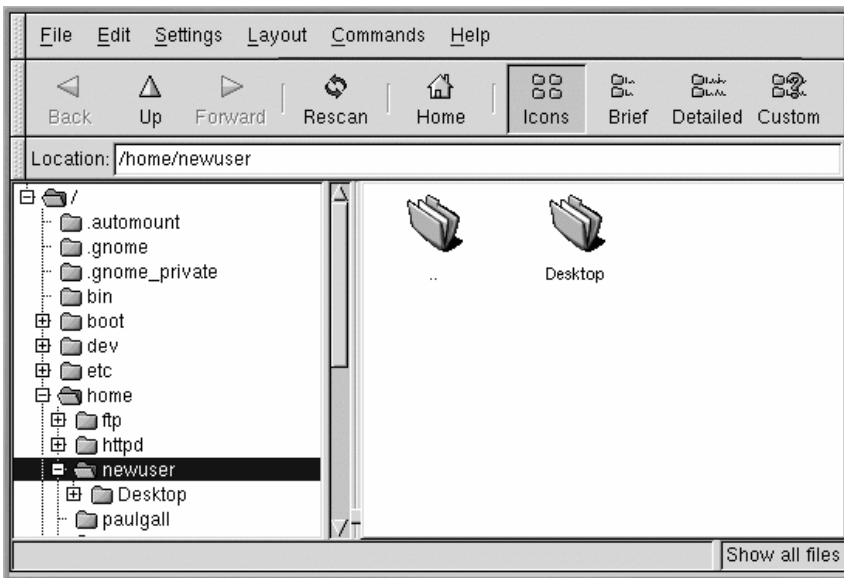 File Edit Settings Layout Commands Help
Back Up Forward Rescan Home Icons Brief Detailed Custom
Location: /home/newuser
/
.automount
.gnome
.gnome_private
bin
boot
dev
etc
home
ftp
httpd
newuser
Desktop
paulgall
..
Desktop
Show all files